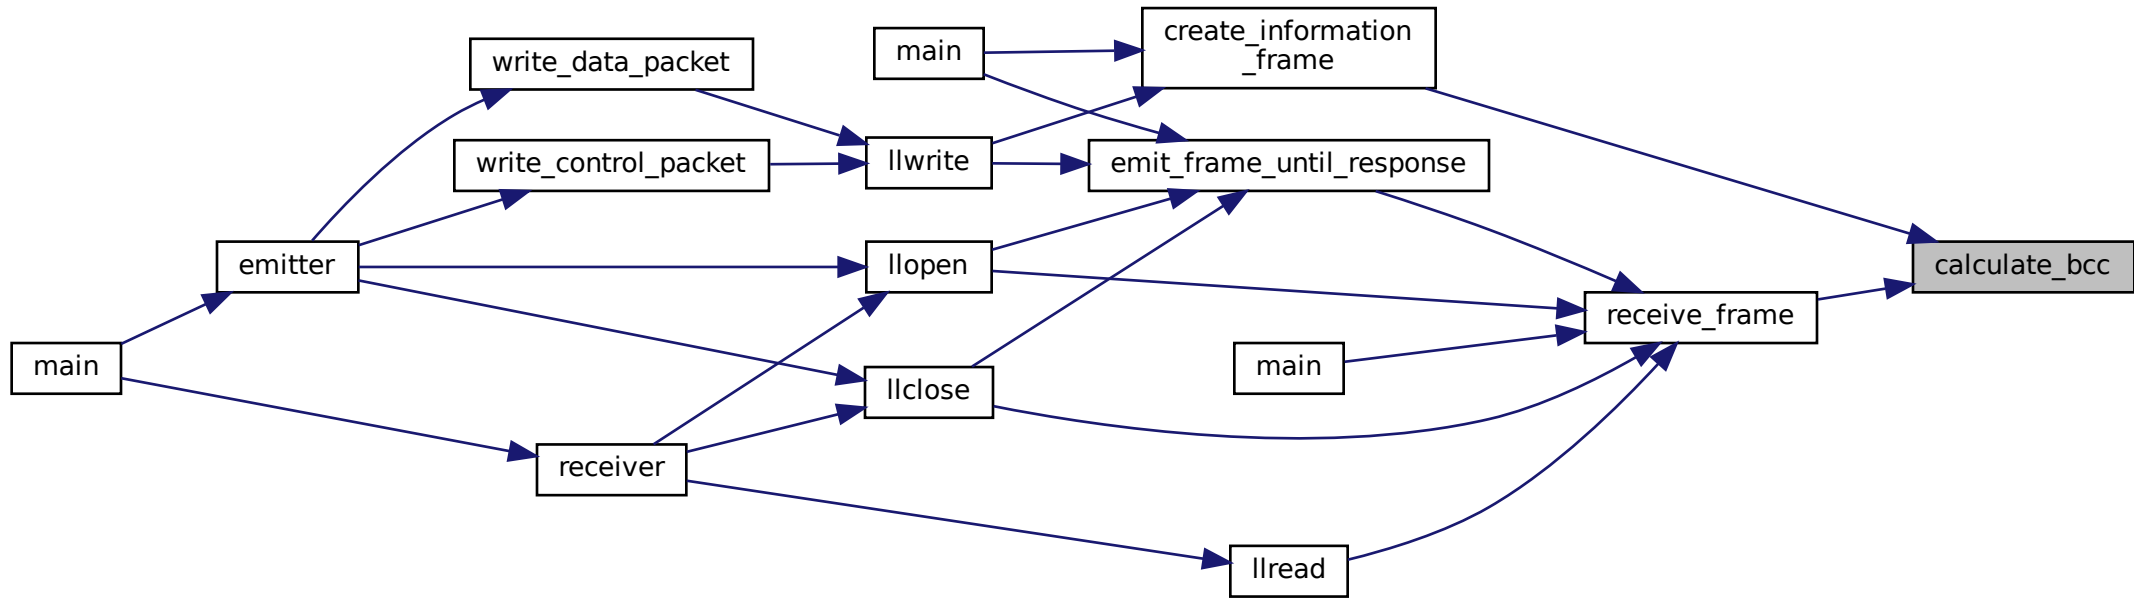 create_information
_frame
main
write_data_packet
write_control_packet
llwrite
emit_frame_until_response
emitter
llopen
calculate_bcc
receive_frame
main
main
llclose
receiver
llread